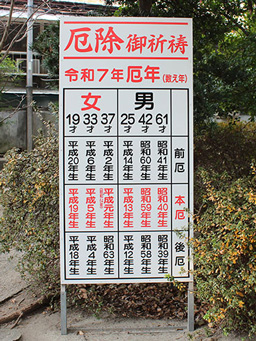 厄除御祈祷
令和7年厄年(数え年)
女 男
19才 33才 37才 25才 42才 61才
平成20年生 平成6年生 平成2年生 平成14年生 昭和60年生 昭和41年生 前厄
平成19年生 平成5年生 平成元年生 平成13年生 昭和59年生 昭和40年生 本厄
平成18年生 平成4年生 昭和63年生 平成12年生 昭和58年生 昭和39年生 後厄